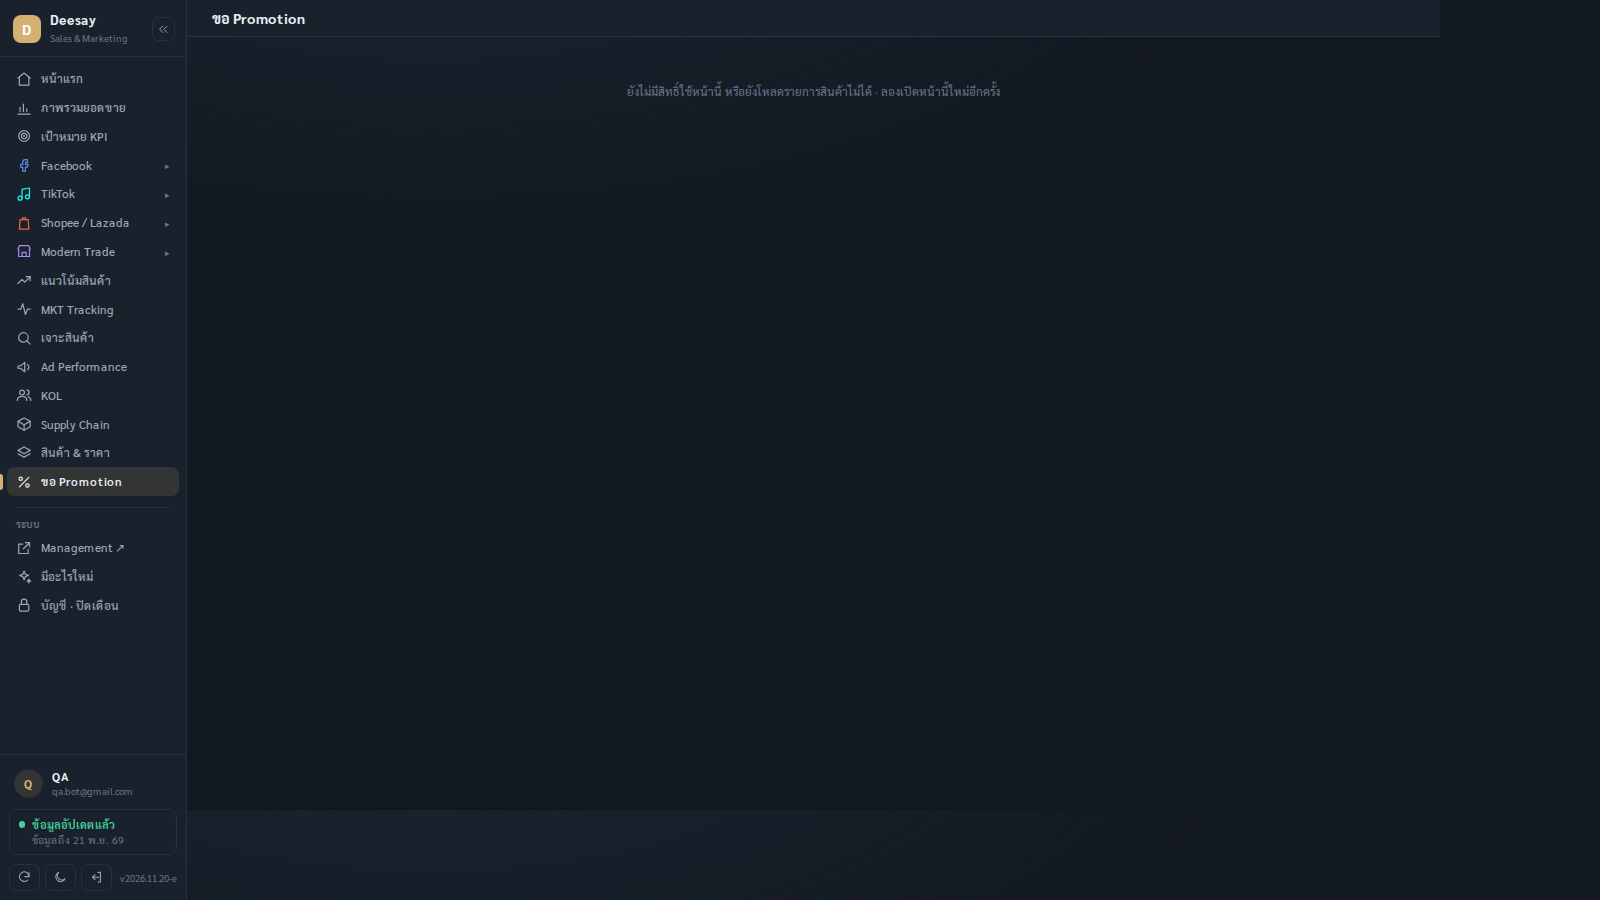 D
Deesay
Sales & Marketing
หน้าแรก
ภาพรวมยอดขาย
เป้าหมาย KPI
Facebook
TikTok
Shopee / Lazada
Modern Trade
แนวโน้มสินค้า
MKT Tracking
เจาะสินค้า
Ad Performance
KOL
Supply Chain
สินค้า & ราคา
ขอ Promotion
ระบบ
Management ↗
มีอะไรใหม่
บัญชี · ปิดเดือน
Q
QA
qa.bot@gmail.com
ข้อมูลอัปเดตแล้ว
ข้อมูลถึง 21 พ.ย. 69
v2026.11.20-e
ขอ Promotion
ยังไม่มีสิทธิ์ใช้หน้านี้ หรือยังโหลดรายการสินค้าไม่ได้ · ลองเปิดหน้านี้ใหม่อีกครั้ง